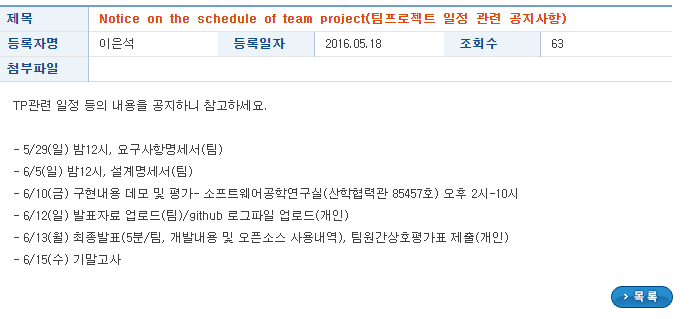 제목 Notice on the schedule of team project(팀프로젝트 일정 관련 공지사항)
등록자명 이은석 등록일자 2016.05.18 조회수 63
첨부파일
TP관련 일정 등의 내용을 공지하니 참고하세요.
- 5/29(일) 밤12시, 요구사항명세서(팀)
- 6/5(일) 밤12시, 설계명세서(팀)
- 6/10(금) 구현내용 데모 및 평가- 소프트웨어공학연구실(산학협력관 85457호) 오후 2시-10시
- 6/12(일) 발표자료 업로드(팀)/github 로그파일 업로드(개인)
- 6/13(월) 최종발표(5분/팀, 개발내용 및 오픈소스 사용내역), 팀원간상호평가표 제출(개인)
- 6/15(수) 기말고사
목록